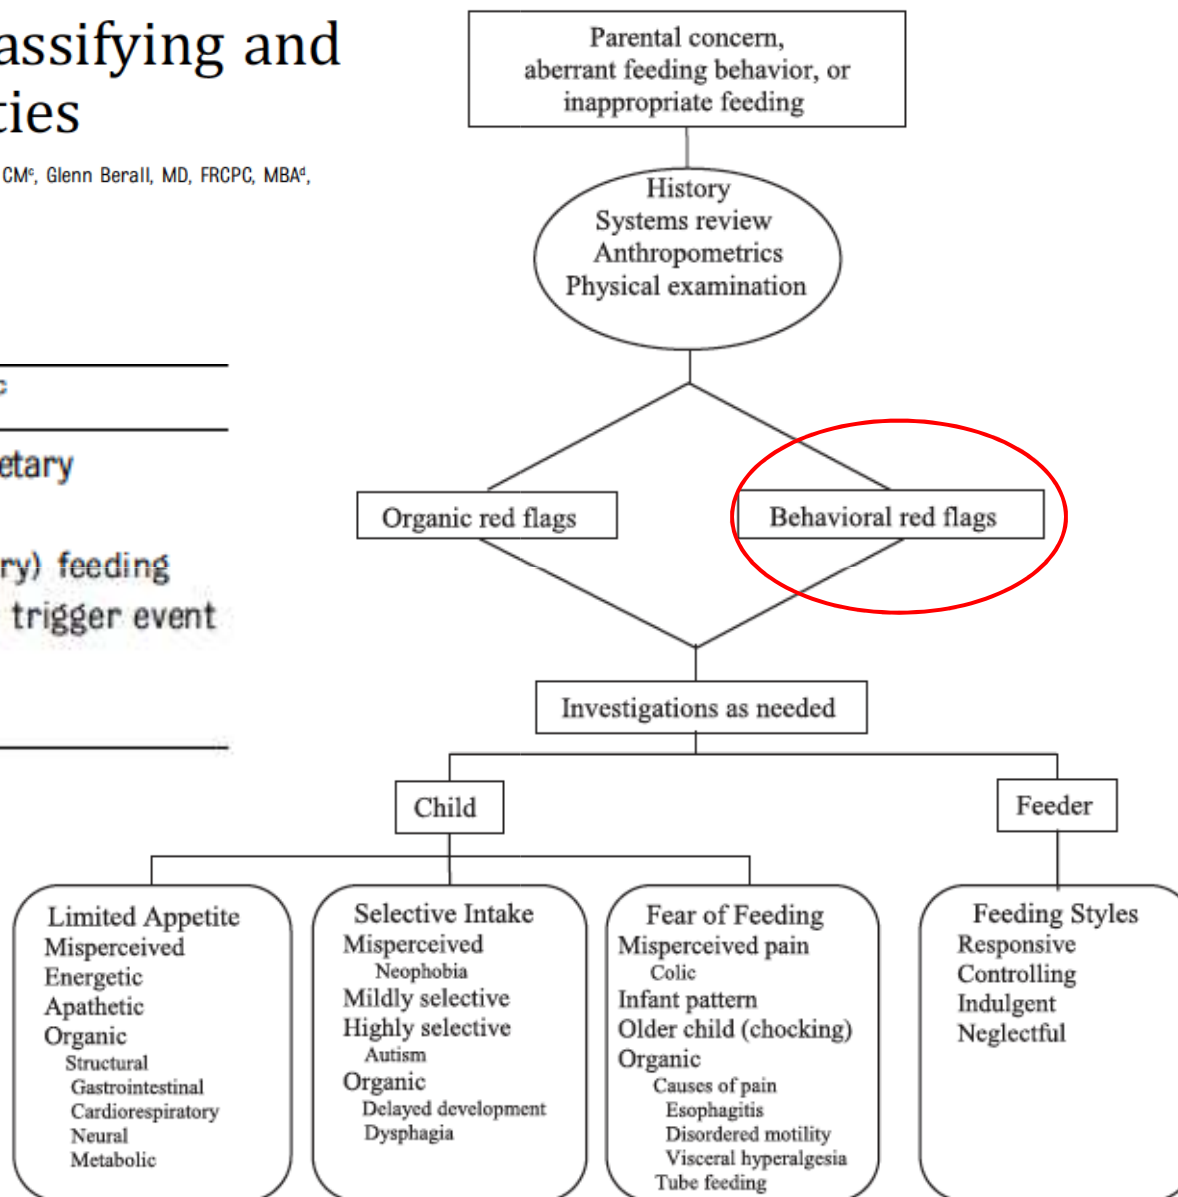 assifying and
ties
CMᶜ, Glenn Berall, MD, FRCPC, MBAᵈ,
etary
ry) feeding
trigger event
Parental concern,
aberrant feeding behavior, or
inappropriate feeding
History
Systems review
Anthropometrics
Physical examination
Organic red flags
Behavioral red flags
Investigations as needed
Child
Feeder
Limited Appetite
Misperceived
Energetic
Apathetic
Organic
Structural
Gastrointestinal
Cardiorespiratory
Neural
Metabolic
Selective Intake
Misperceived
Neophobia
Mildly selective
Highly selective
Autism
Organic
Delayed development
Dysphagia
Fear of Feeding
Misperceived pain
Colic
Infant pattern
Older child (chocking)
Organic
Causes of pain
Esophagitis
Disordered motility
Visceral hyperalgesia
Tube feeding
Feeding Styles
Responsive
Controlling
Indulgent
Neglectful